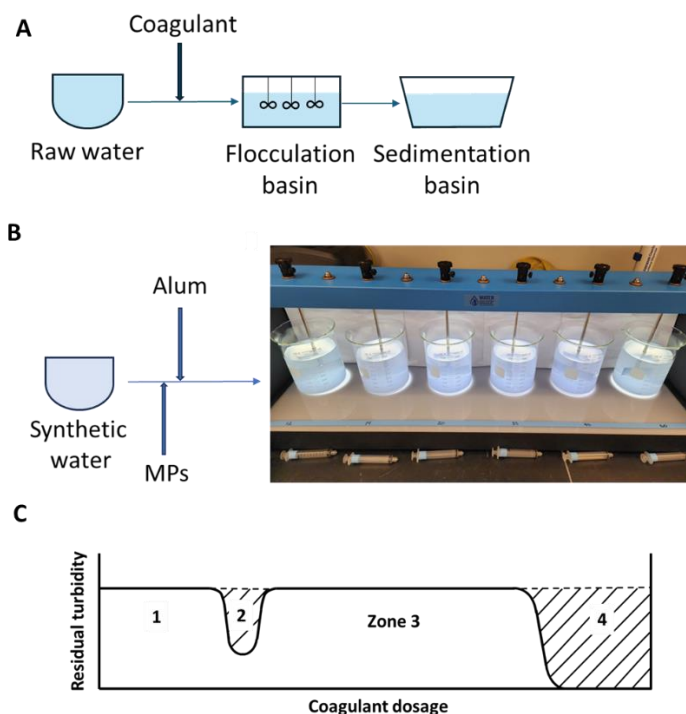 A
Coagulant
Raw water
Flocculation
basin
Sedimentation
basin
B
Alum
Synthetic
water
MPs
WATER
C
Residual turbidity
1
2
Zone 3
4
Coagulant dosage